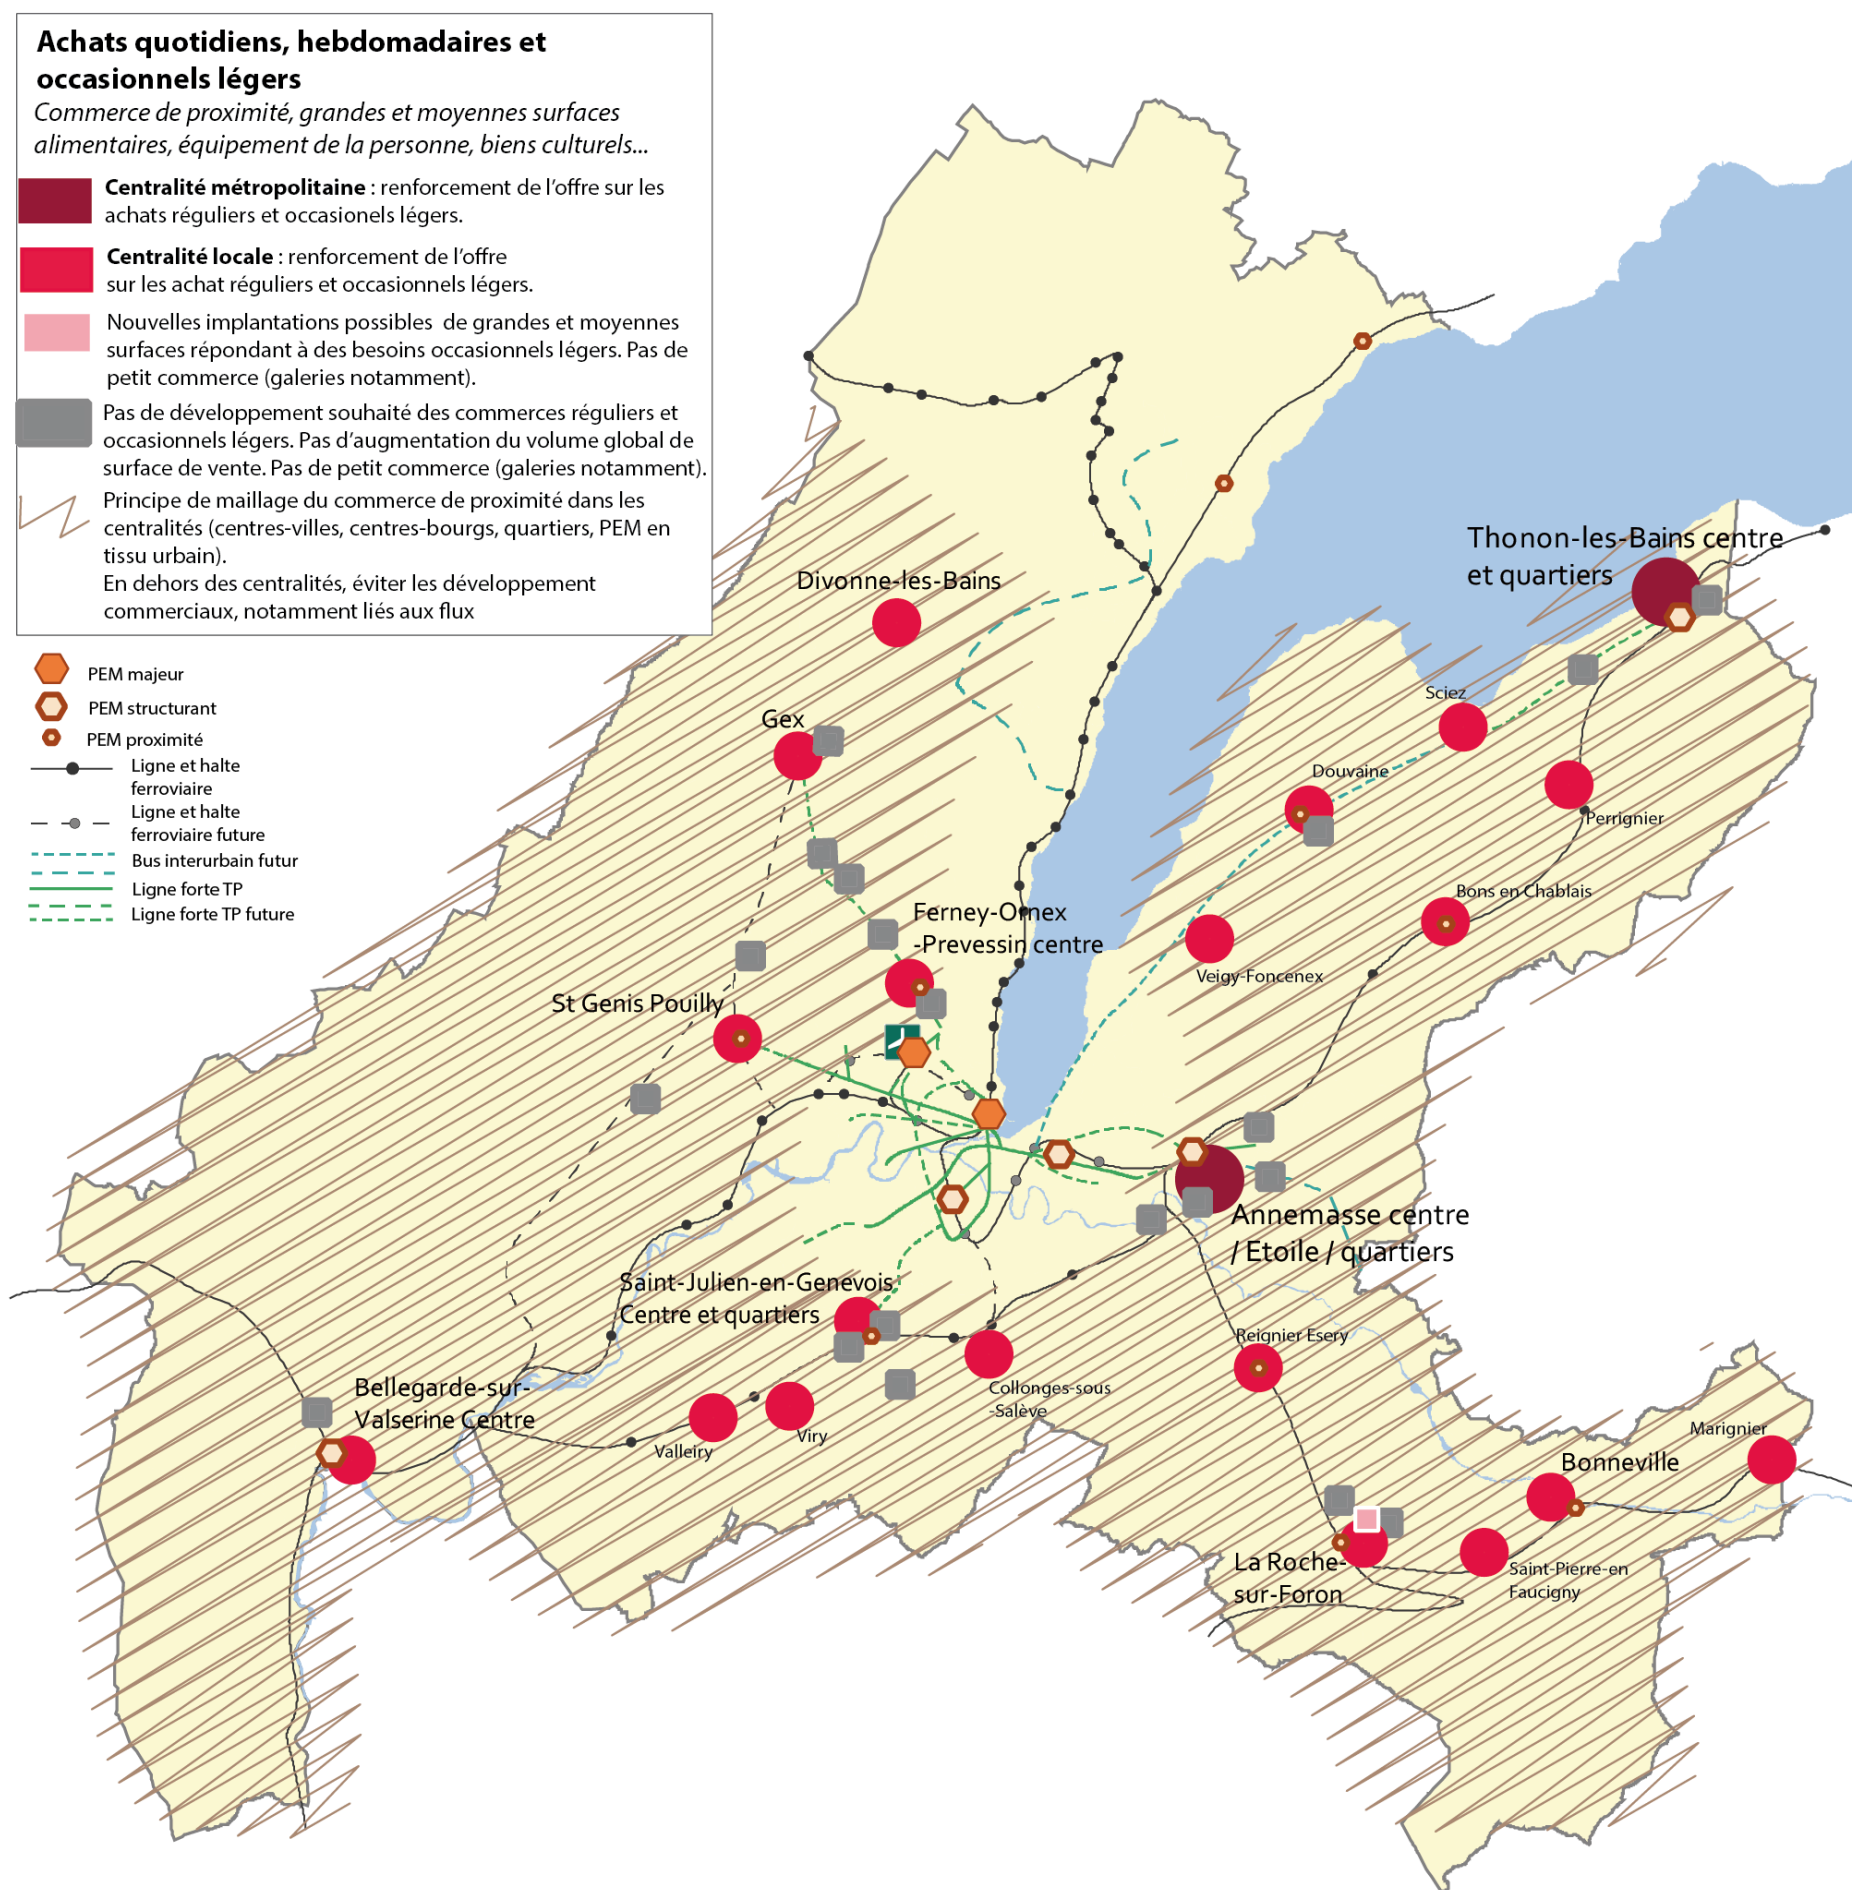 Achats quotidiens, hebdomadaires et
occasionnels légers
Commerce de proximité, grandes et moyennes surfaces
alimentaires, équipement de la personne, biens culturels...
Centralité métropolitaine : renforcement de l'offre sur les
achats réguliers et occasionels légers.
Centralité locale : renforcement de l'offre
sur les achat réguliers et occasionnels légers.
Nouvelles implantations possibles de grandes et moyennes
surfaces répondant à des besoins occasionnels légers. Pas de
petit commerce (galeries notamment).
Pas de développement souhaité des commerces réguliers et
occasionnels légers. Pas d'augmentation du volume global de
surface de vente. Pas de petit commerce (galeries notamment).
Principe de maillage du commerce de proximité dans les
centralités (centres-villes, centres-bourgs, quartiers, PEM en
tissu urbain).
En dehors des centralités, éviter les développement
commerciaux, notamment liés aux flux
PEM majeur
PEM structurant
PEM proximité
Ligne et halte
ferroviaire
Ligne et halte
ferroviaire future
Bus interurbain futur
Ligne forte TP
Ligne forte TP future
Thonon-les-Bains centre
et quartiers
Divonne-les-Bains
Sciez
Gex
Douvaine
Perrignier
Bons en Chablais
Ferney-Ornex
-Prevessin centre
Veigy-Foncenex
St Genis Pouilly
Annemasse centre
/ Etoile / quartiers
Saint-Julien-en-Genevois
Centre et quartiers
Reignier Esery
Collonges-sous
-Salève
Bellegarde-sur-
Valserine Centre
Viry
Valleiry
Marignier
Bonneville
La Roche-
sur-Foron
Saint-Pierre-en
Faucigny